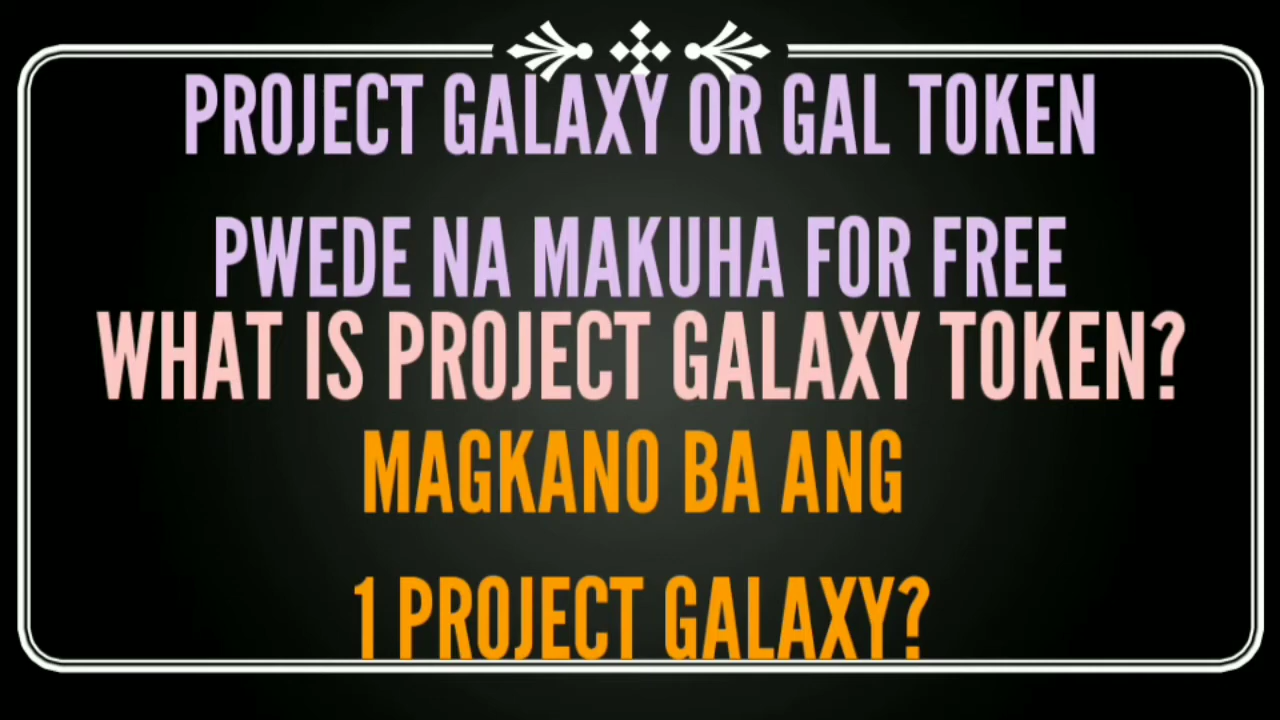 PROJECT GALAXY OR GAL TOKEN
PWEDE NA MAKUHA FOR FREE
WHAT IS PROJECT GALAXY TOKEN?
MAGKANO BA ANG
1 PROJECT GALAXY?